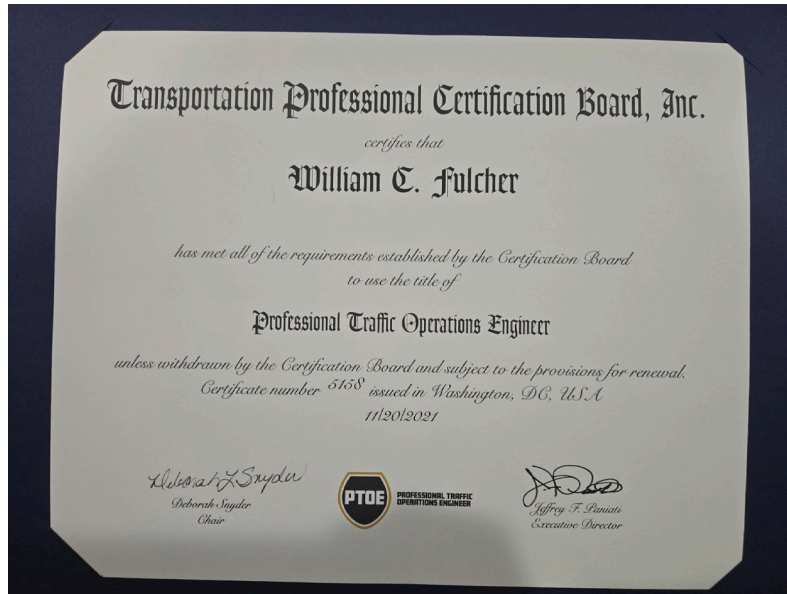 Transportation Professional Certification Board, Inc.
certifies that
William C. Fulcher
has met all of the requirements established by the Certification Board
to use the title of
Professional Traffic Operations Engineer
unless withdrawn by the Certification Board and subject to the provisions for renewal.
Certificate number 5158 issued in Washington, DC, USA
11/20/2021
Deborah L Snyder
Deborah Snyder
Chair
PTOE
PROFESSIONAL TRAFFIC
OPERATIONS ENGINEER
Jeffrey F. Paniati
Executive Director